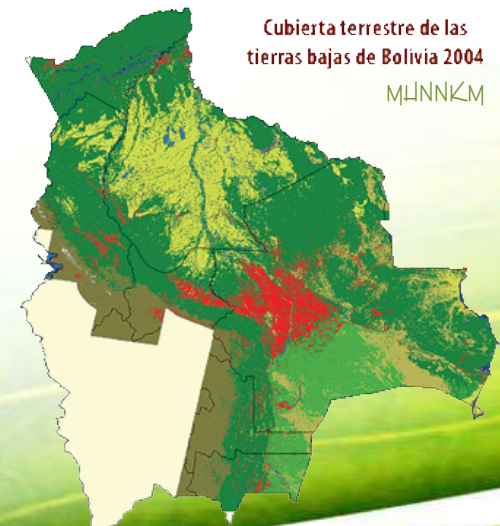 Cubierta terrestre de las
tierras bajas de Bolivia 2004
MHNNKM